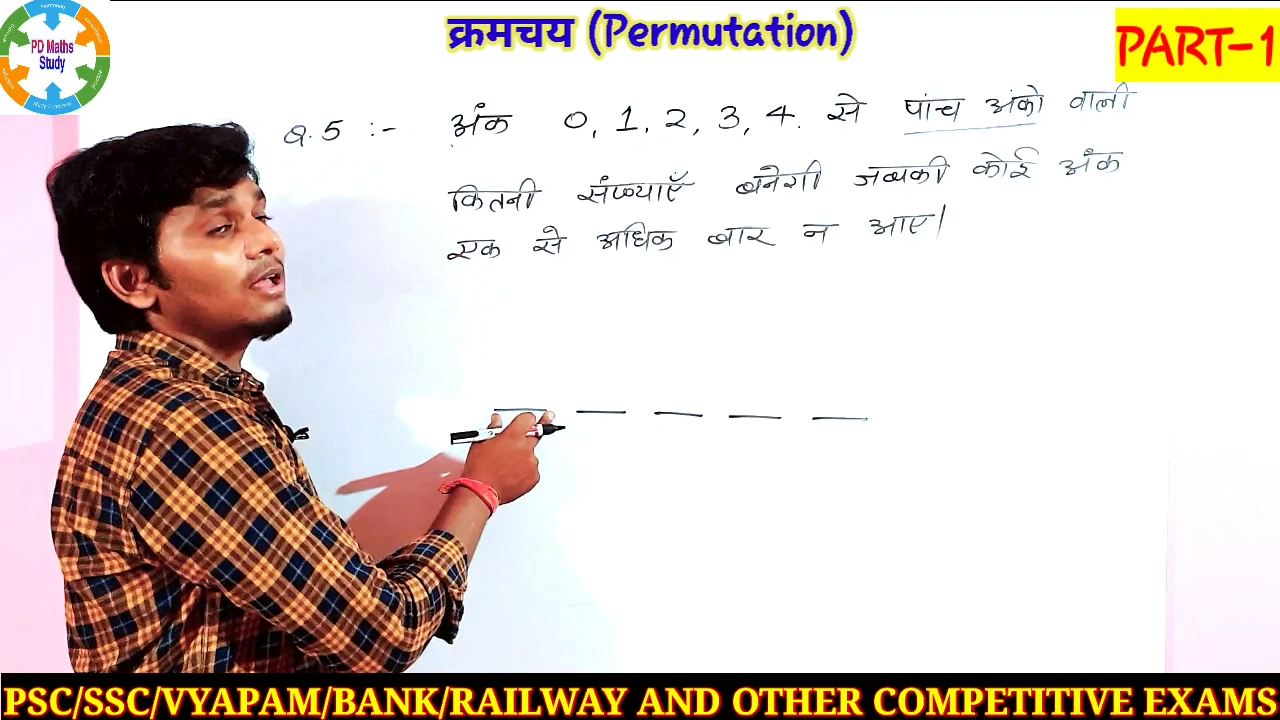 क्रमचय (Permutation)
PART-1
PD Maths
Study
Q.5 :- अंक 0, 1, 2, 3, 4. से पांच अंको वाली
कितनी संख्याएँ बनेगी जबकी कोई अंक
एक से अधिक बार न आए|
PSC/SSC/VYAPAM/BANK/RAILWAY AND OTHER COMPETITIVE EXAMS